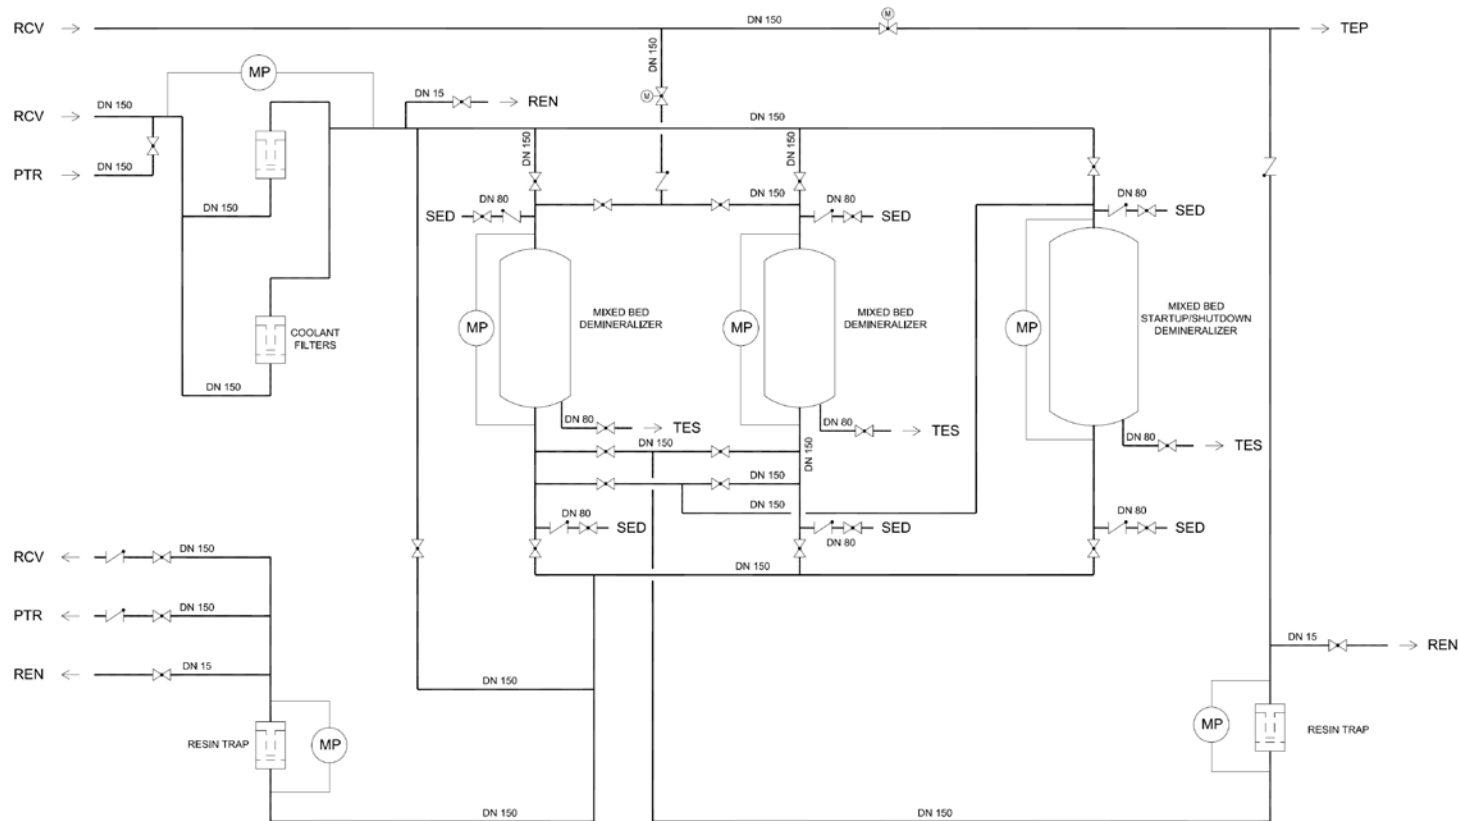 RCV
DN 150
M
TEP
DN 150
MP
M
DN 15
REN
RCV
DN 150
DN 150
DN 150
DN 150
PTR
DN 150
DN 150
DN 80
SED
DN 150
DN 80
SED
DN 80
SED
MP
MIXED BED
DEMINERALIZER
MP
MIXED BED
DEMINERALIZER
MP
MIXED BED
STARTUP/SHUTDOWN
DEMINERALIZER
COOLANT
FILTERS
DN 150
DN 80
TES
DN 80
TES
DN 80
TES
DN 150
DN 150
DN 150
DN 150
DN 80
SED
DN 80
SED
DN 80
SED
RCV
DN 150
DN 150
PTR
DN 150
REN
DN 15
DN 15
REN
DN 150
RESIN TRAP
MP
MP
RESIN TRAP
DN 150
DN 150